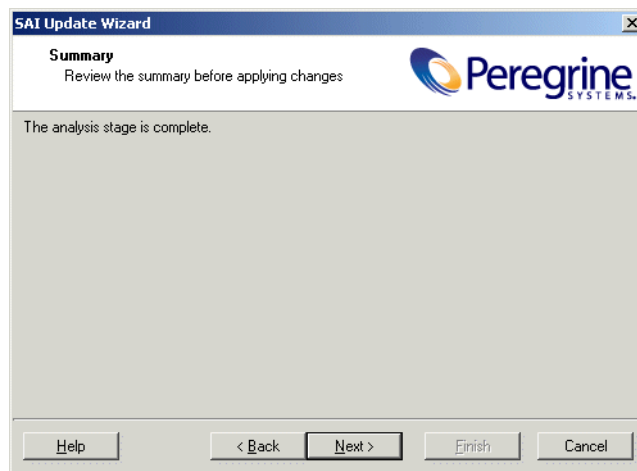 SAI Update Wizard
Summary
Review the summary before applying changes
Peregrine
SYSTEMS.
The analysis stage is complete.
Help
< Back
Next >
Finish
Cancel